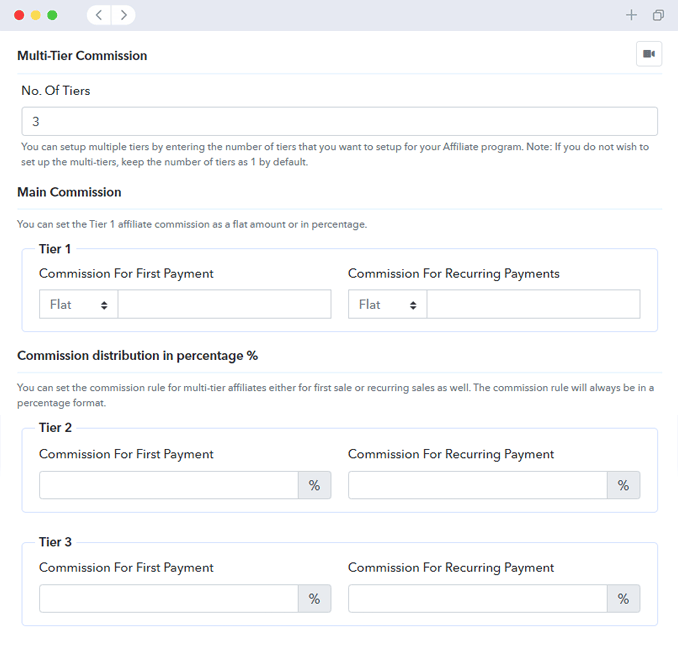 Multi-Tier Commission
No. Of Tiers
3
You can setup multiple tiers by entering the number of tiers that you want to setup for your Affiliate program. Note: If you do not wish to
set up the multi-tiers, keep the number of tiers as 1 by default.
Main Commission
You can set the Tier 1 affiliate commission as a flat amount or in percentage.
Tier 1
Commission For First Payment Commission For Recurring Payments
Flat Flat
Commission distribution in percentage %
You can set the commission rule for multi-tier affiliates either for first sale or recurring sales as well. The commission rule will always be in a
percentage format.
Tier 2
Commission For First Payment Commission For Recurring Payment
% %
Tier 3
Commission For First Payment Commission For Recurring Payment
% %